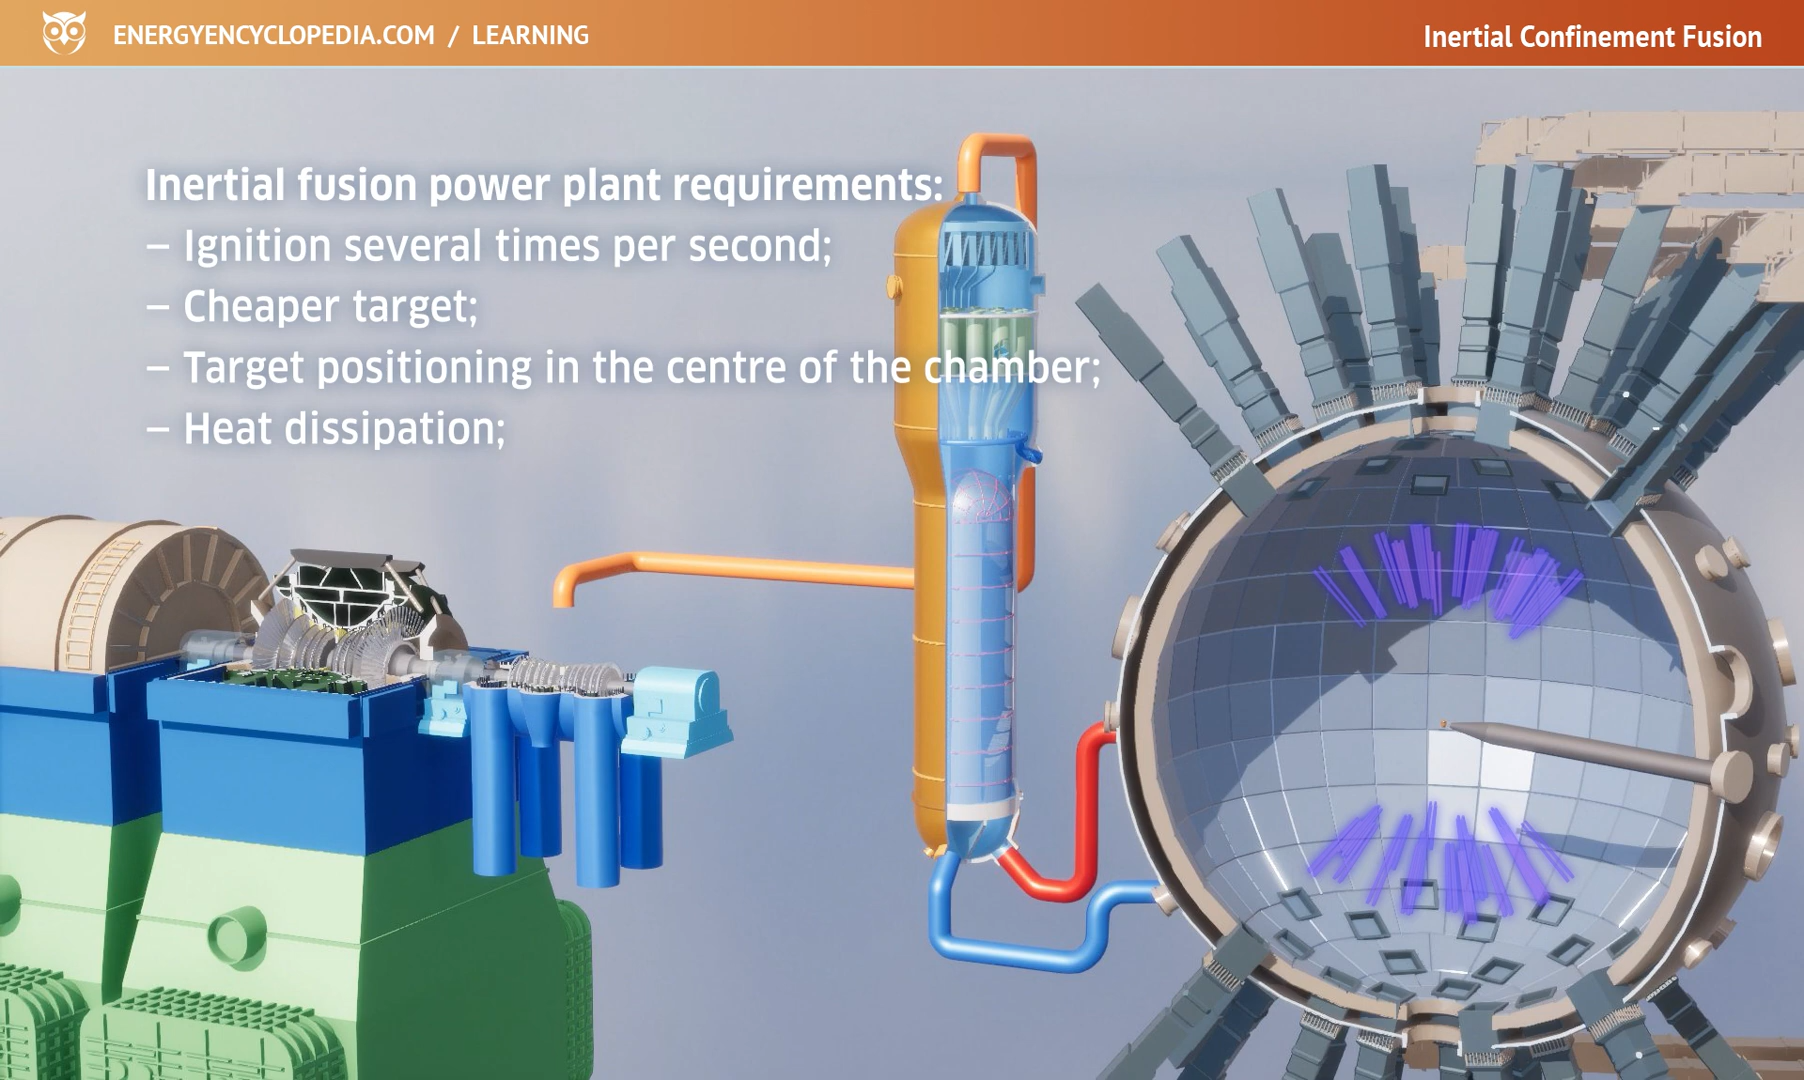 ENERGYENCYCLOPEDIA.COM / LEARNING
Inertial Confinement Fusion
Inertial fusion power plant requirements:
– Ignition several times per second;
– Cheaper target;
– Target positioning in the centre of the chamber;
– Heat dissipation;